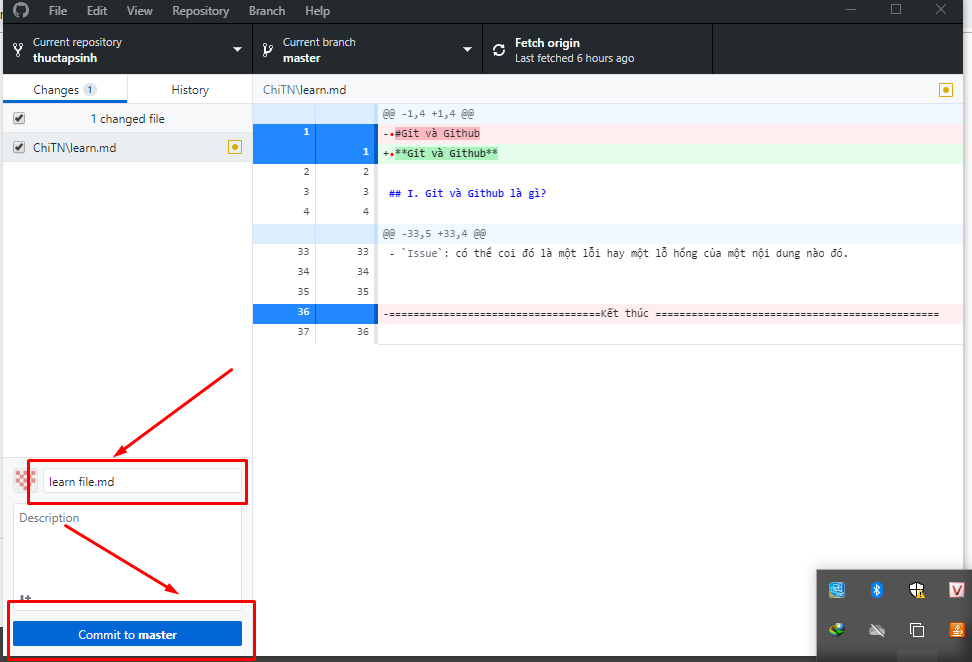 File Edit View Repository Branch Help
Current repository
thuctapsinh
Current branch
master
Fetch origin
Last fetched 6 hours ago
Changes 1 History
ChiTN\learn.md
1 changed file
ChiTN\learn.md
@@ -1,4 +1,4 @@
1 -#Git và Github
1 +**Git và Github**
2 2
3 3 ## I. Git và Github là gì?
4 4
@@ -33,5 +33,4 @@
33 33 - `Issue`: có thể coi đó là một lỗi hay một lỗ hổng của một nội dung nào đó.
34 34
35 35
36 -===================================Kết thúc ===============================================
37 36
learn file.md
Description
Commit to master